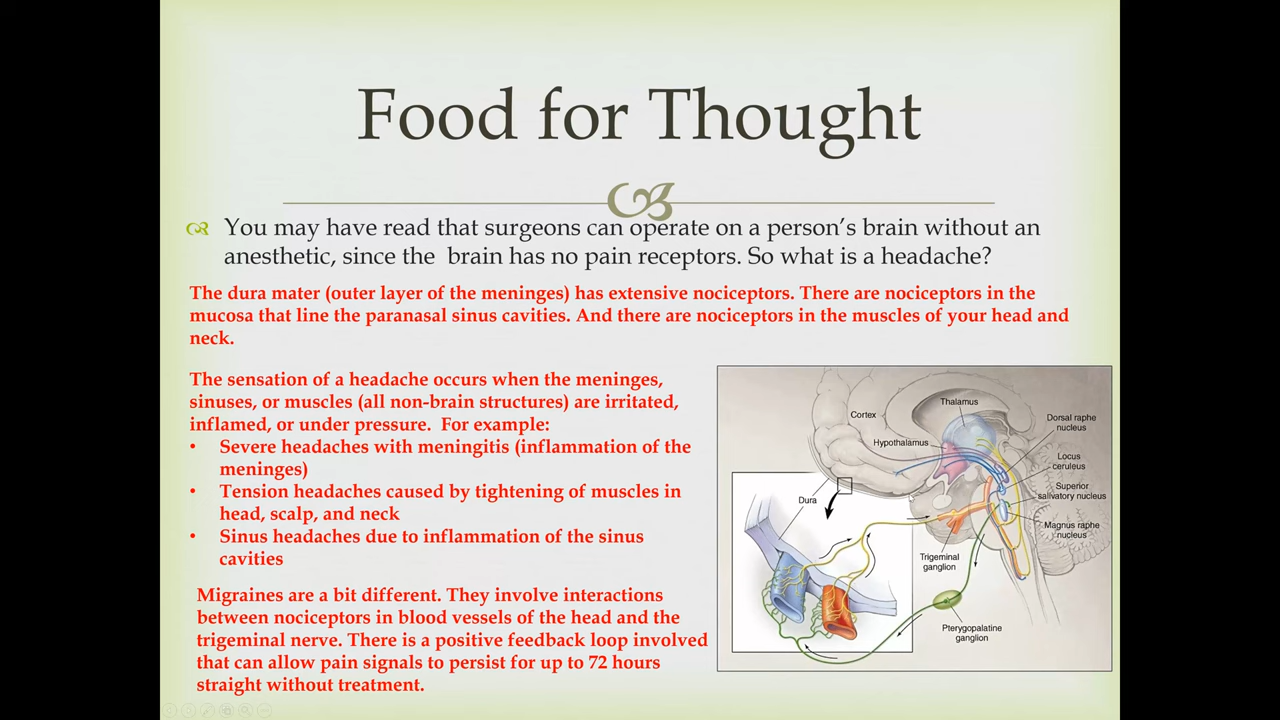 Food for Thought
You may have read that surgeons can operate on a person's brain without an
anesthetic, since the brain has no pain receptors. So what is a headache?
The dura mater (outer layer of the meninges) has extensive nociceptors. There are nociceptors in the
mucosa that line the paranasal sinus cavities. And there are nociceptors in the muscles of your head and
neck.
The sensation of a headache occurs when the meninges,
sinuses, or muscles (all non-brain structures) are irritated,
inflamed, or under pressure. For example:
• Severe headaches with meningitis (inflammation of the
meninges)
• Tension headaches caused by tightening of muscles in
head, scalp, and neck
• Sinus headaches due to inflammation of the sinus
cavities
Migraines are a bit different. They involve interactions
between nociceptors in blood vessels of the head and the
trigeminal nerve. There is a positive feedback loop involved
that can allow pain signals to persist for up to 72 hours
straight without treatment.
Cortex
Thalamus
Hypothalamus
Dorsal raphe
nucleus
Locus
ceruleus
Superior
salivatory nucleus
Magnus raphe
nucleus
Dura
Trigeminal
ganglion
Pterygopalatine
ganglion